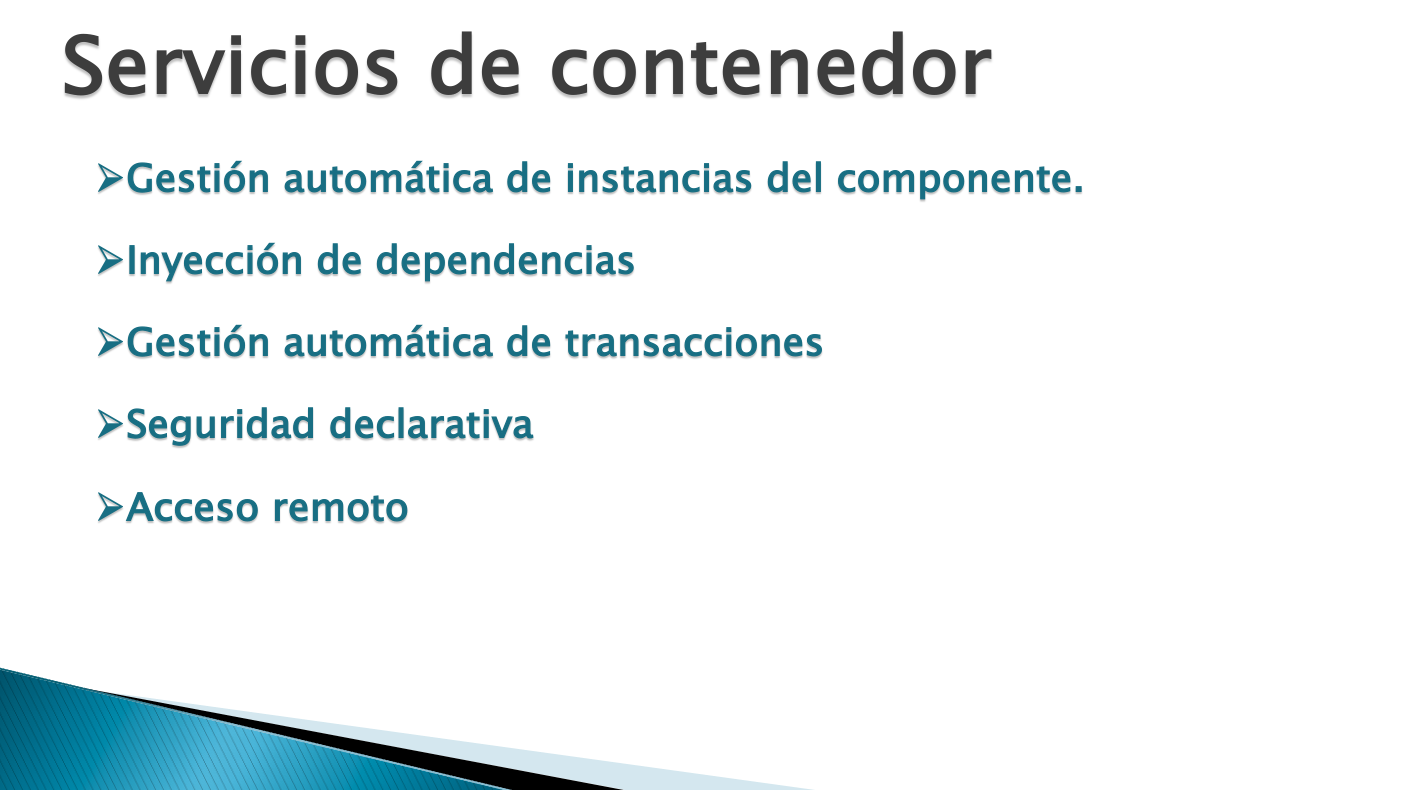 Servicios de contenedor
➢Gestión automática de instancias del componente.
➢Inyección de dependencias
➢Gestión automática de transacciones
➢Seguridad declarativa
➢Acceso remoto